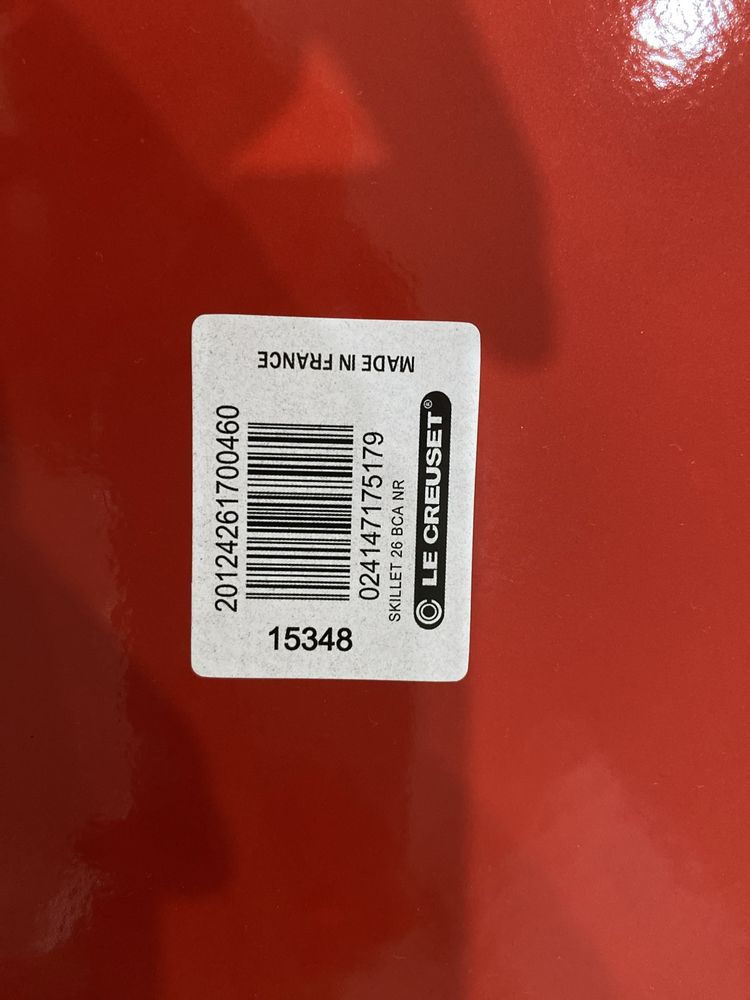 LE CREUSET®
SKILLET 26 BCA NR
024147175179
20124261700460
15348
MADE IN FRANCE